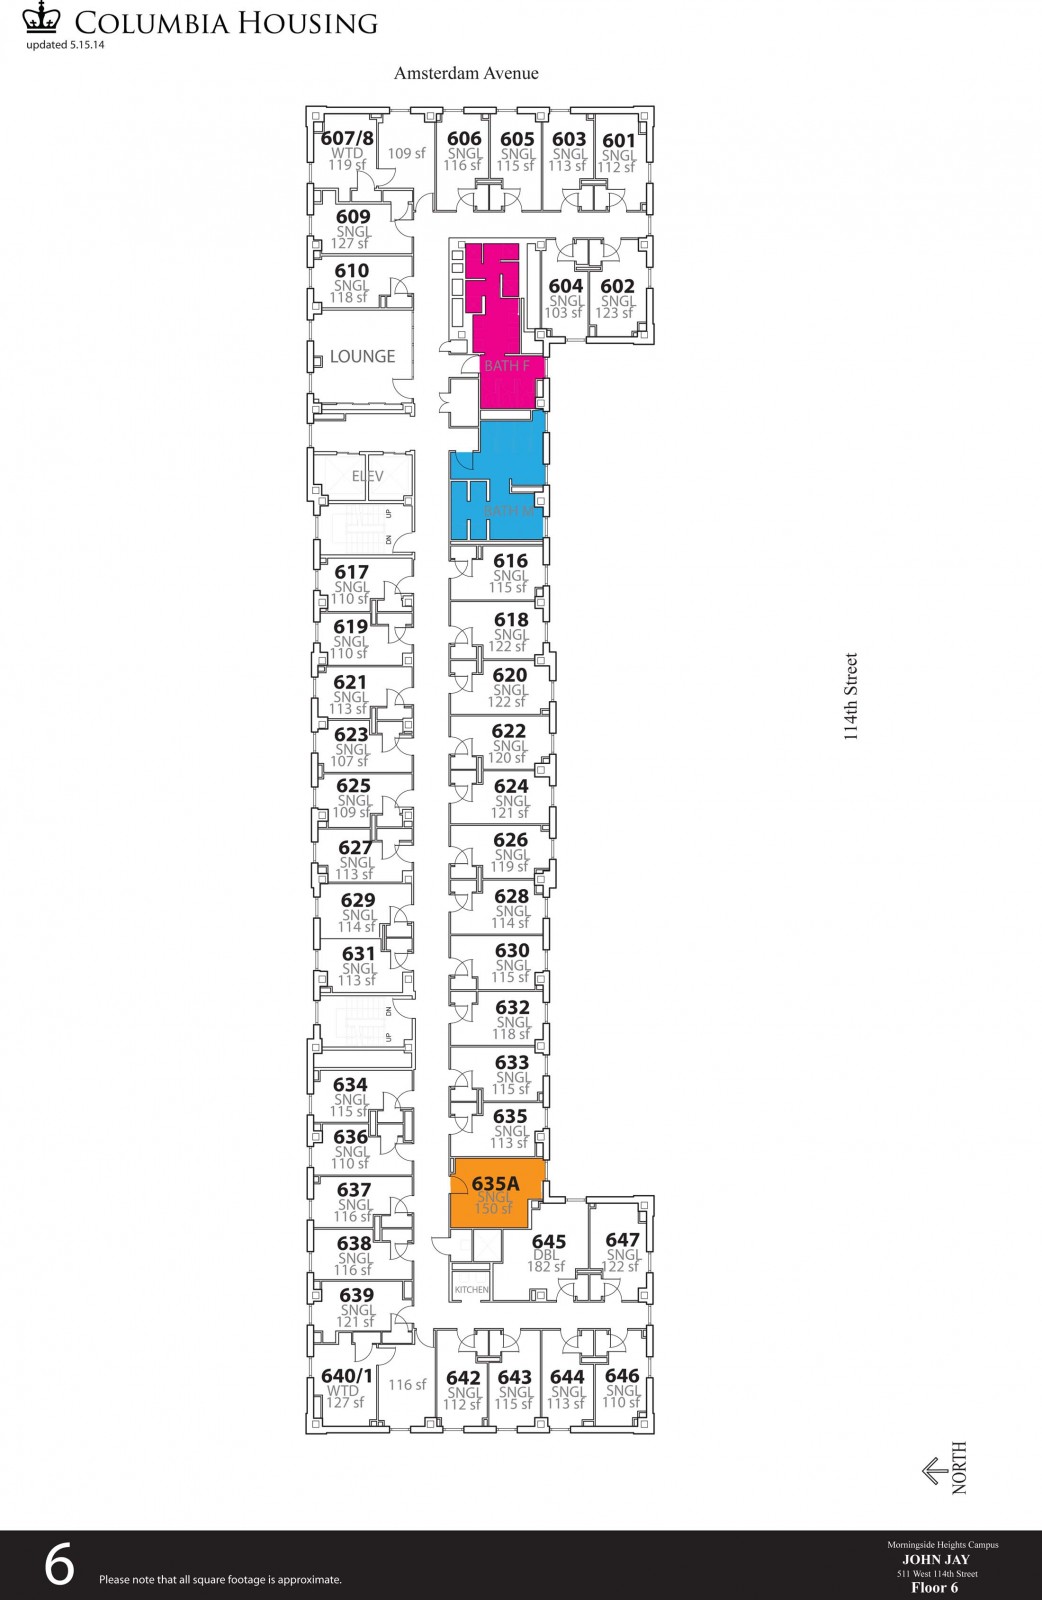 COLUMBIA HOUSING
updated 5.15.14
Amsterdam Avenue
607/8
WTD
119 sf
109 sf
606
SNGL
116 sf
605
SNGL
115 sf
603
SNGL
113 sf
601
SNGL
112 sf
609
SNGL
127 sf
610
SNGL
118 sf
604
SNGL
103 sf
602
SNGL
123 sf
LOUNGE
BATH F
ELEV
BATH M
UP
DN
616
SNGL
115 sf
617
SNGL
110 sf
618
SNGL
122 sf
619
SNGL
110 sf
620
SNGL
122 sf
621
SNGL
113 sf
114th Street
622
SNGL
120 sf
623
SNGL
107 sf
624
SNGL
121 sf
625
SNGL
109 sf
626
SNGL
119 sf
627
SNGL
113 sf
628
SNGL
114 sf
629
SNGL
114 sf
630
SNGL
115 sf
631
SNGL
113 sf
632
SNGL
118 sf
DN
UP
633
SNGL
115 sf
634
SNGL
115 sf
635
SNGL
113 sf
636
SNGL
110 sf
635A
SNGL
150 sf
637
SNGL
116 sf
638
SNGL
116 sf
645
DBL
182 sf
647
SNGL
122 sf
KITCHEN
639
SNGL
121 sf
640/1
WTD
127 sf
116 sf
642
SNGL
112 sf
643
SNGL
115 sf
644
SNGL
113 sf
646
SNGL
110 sf
NORTH
6
Please note that all square footage is approximate.
Morningside Heights Campus
JOHN JAY
511 West 114th Street
Floor 6